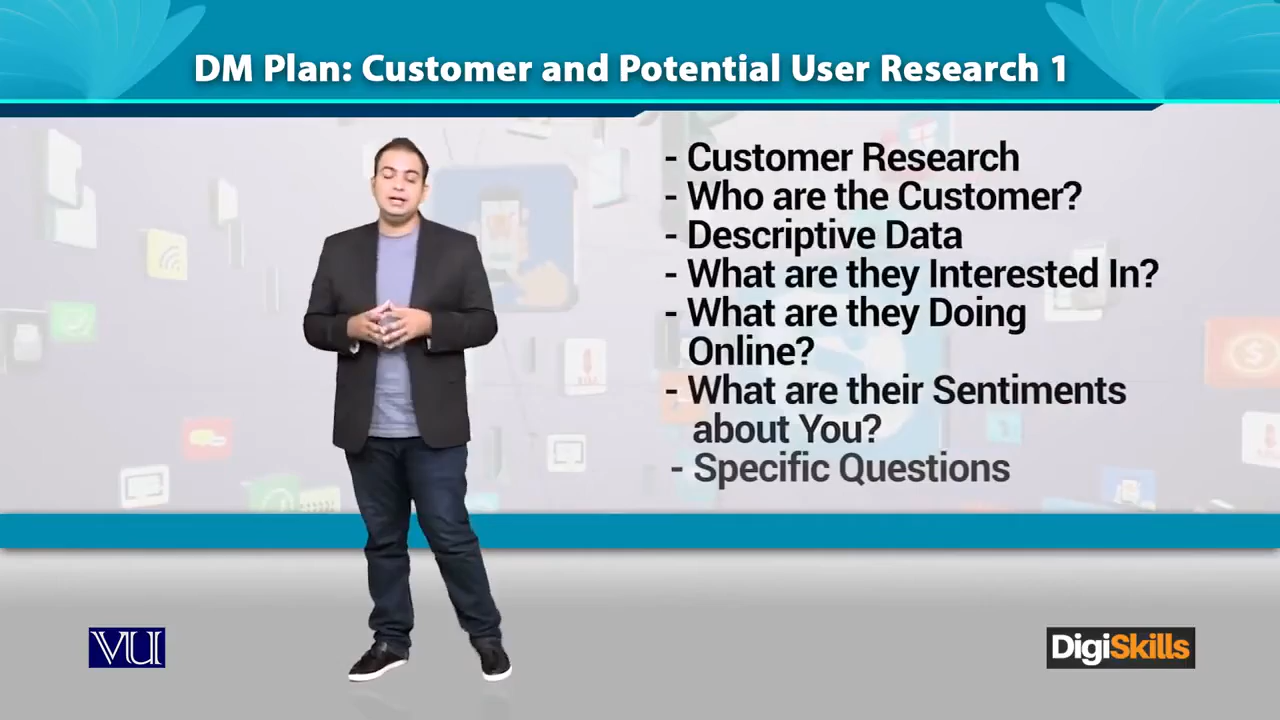 DM Plan: Customer and Potential User Research 1
- Customer Research
- Who are the Customer?
- Descriptive Data
- What are they Interested In?
- What are they Doing
Online?
- What are their Sentiments
about You?
- Specific Questions
VU
DigiSkills